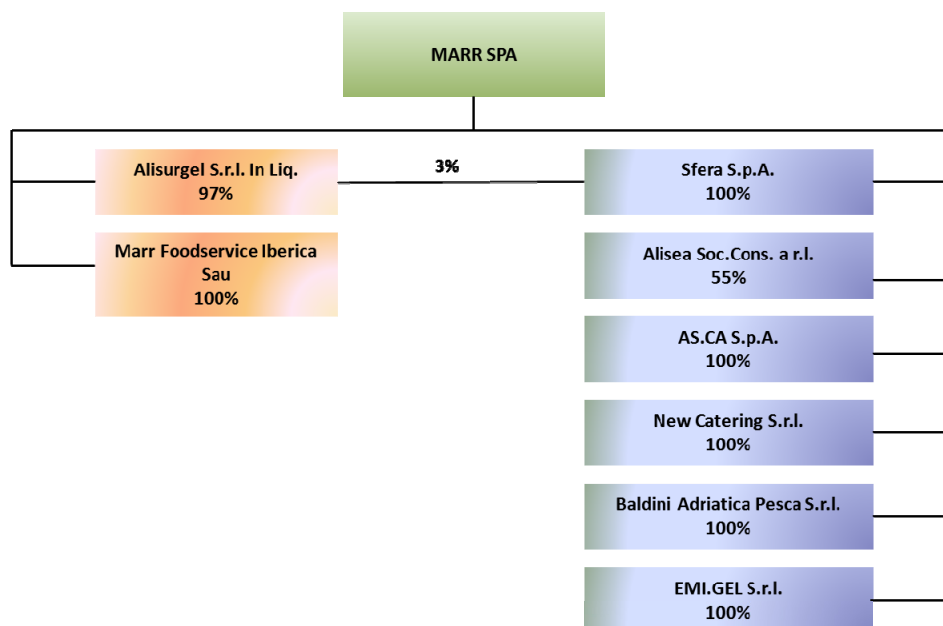 MARR SPA
Alisurgel S.r.l. In Liq.
97%
3%
Sfera S.p.A.
100%
Marr Foodservice Iberica
Sau
100%
Alisea Soc.Cons. a r.l.
55%
AS.CA S.p.A.
100%
New Catering S.r.l.
100%
Baldini Adriatica Pesca S.r.l.
100%
EMI.GEL S.r.l.
100%